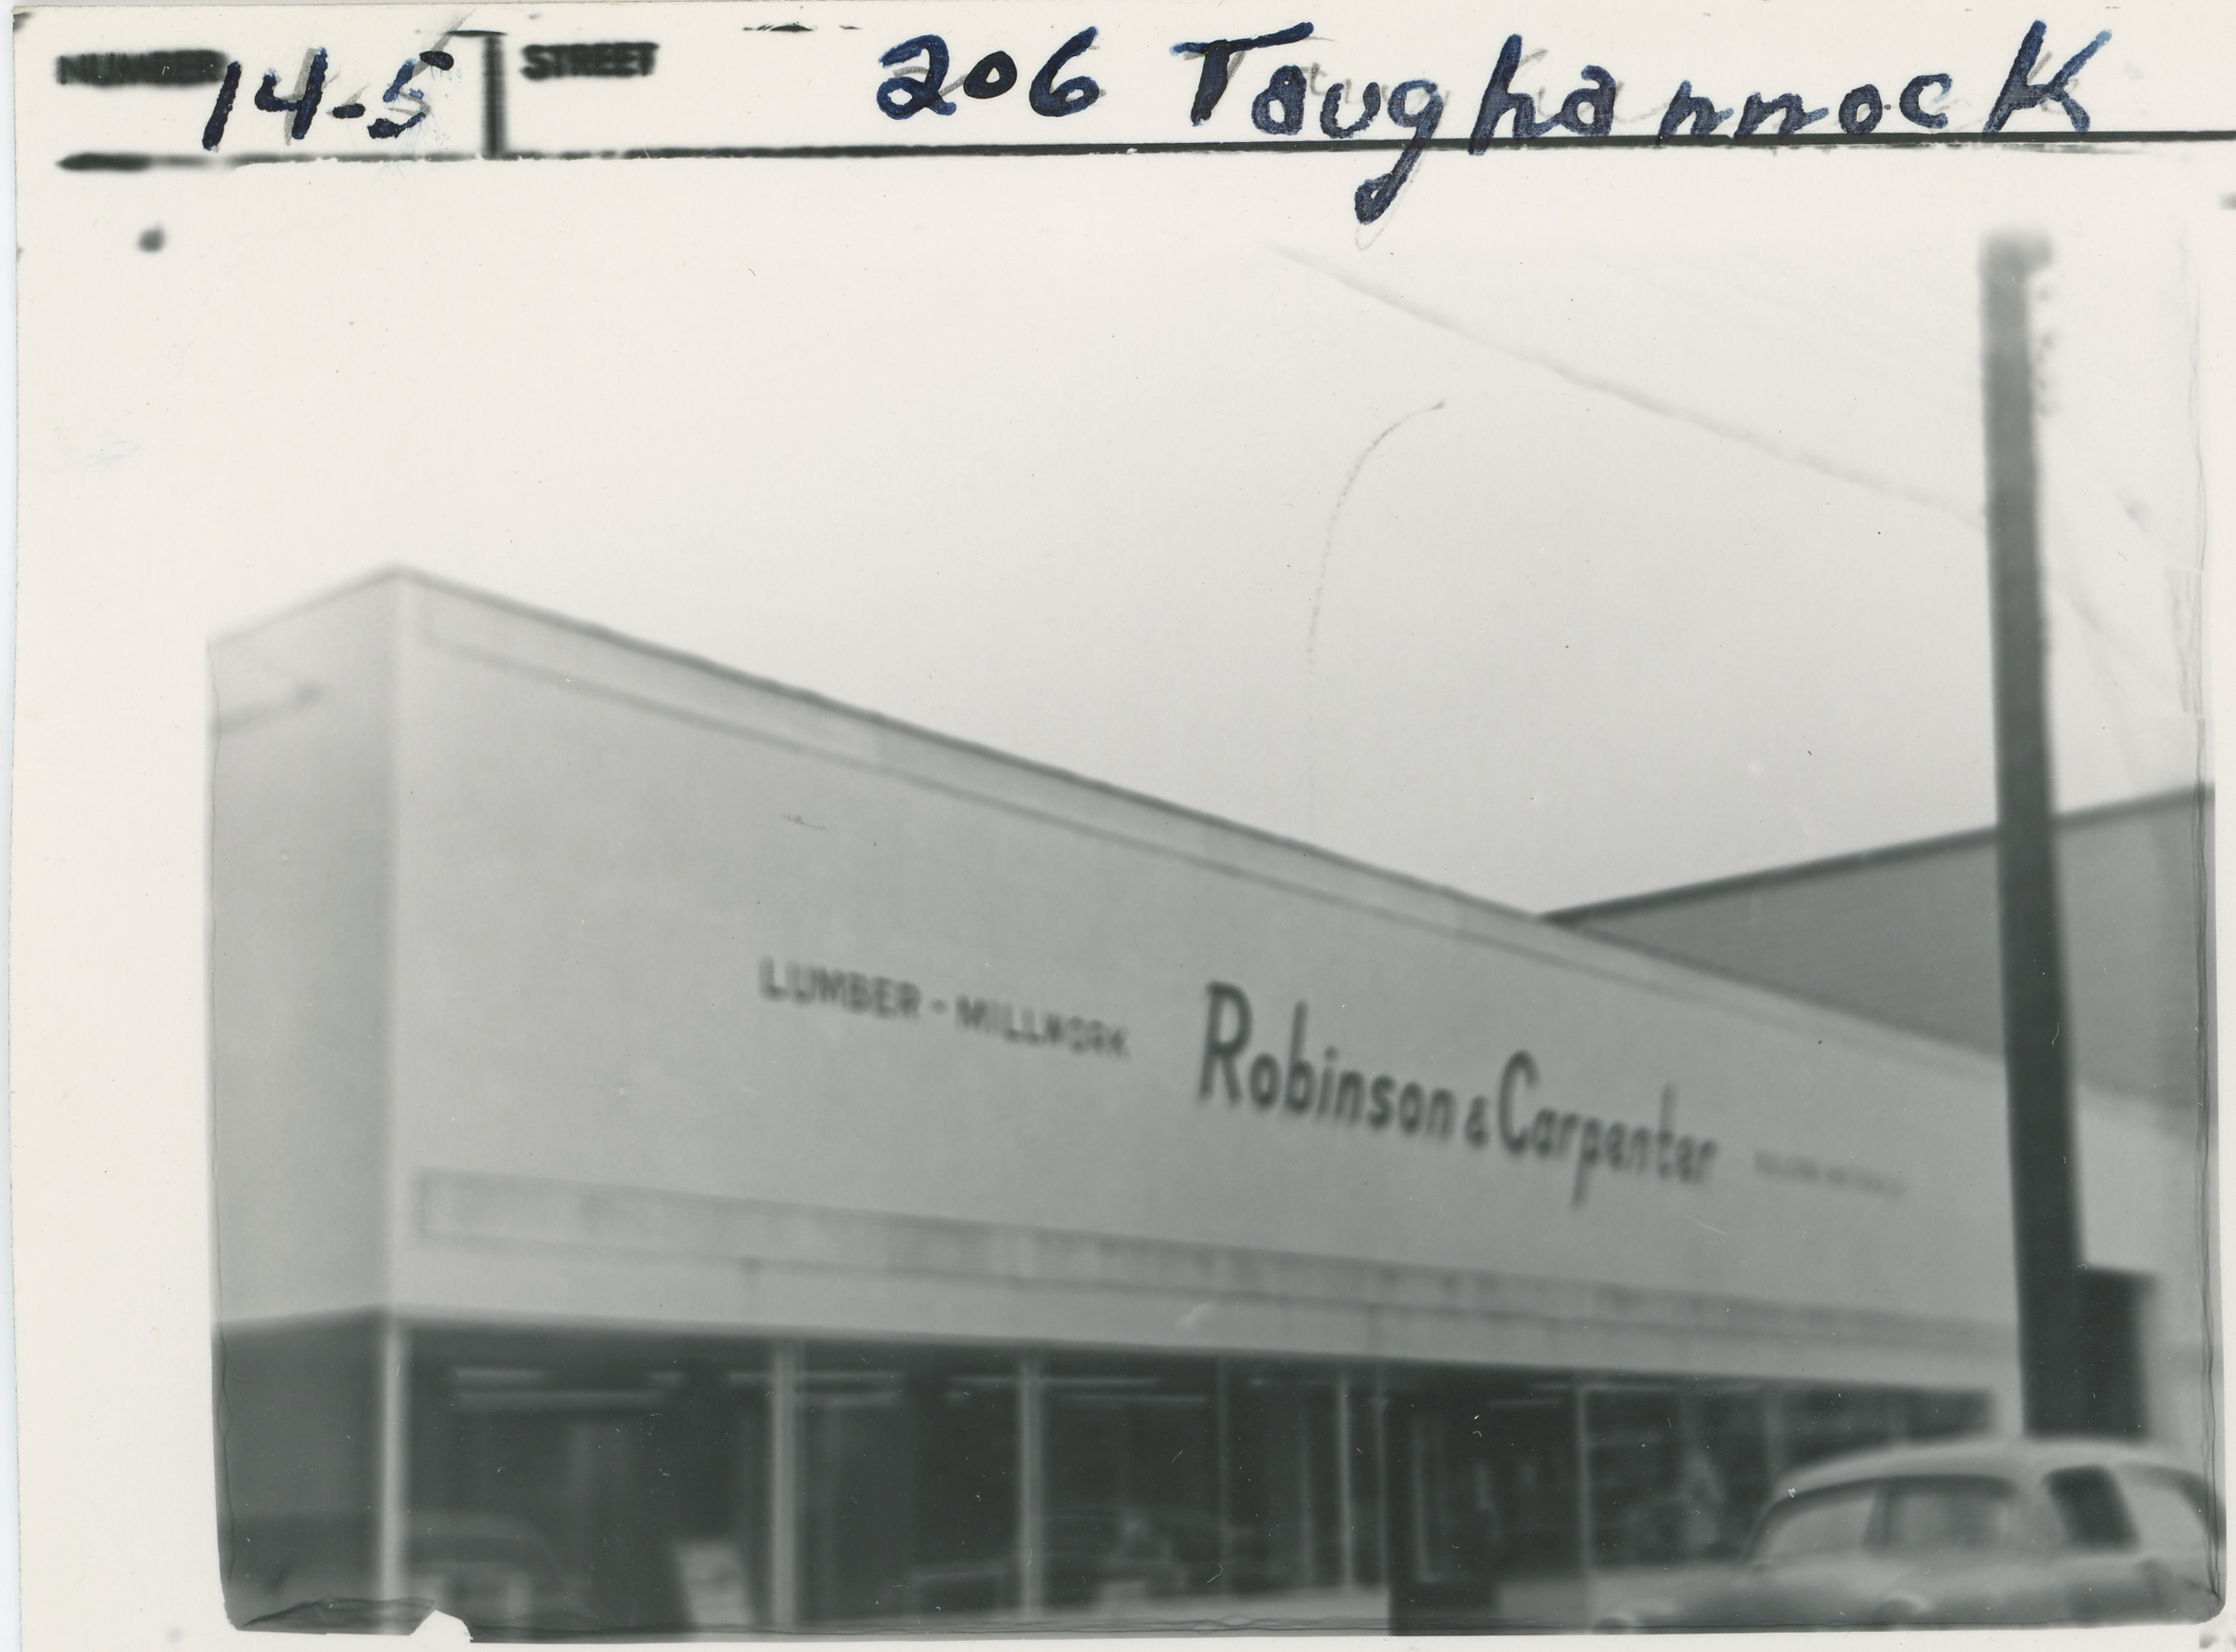 NUMBER 14-5 STREET 206 Taughannock
LUMBER - MILLWORK Robinson & Carpenter